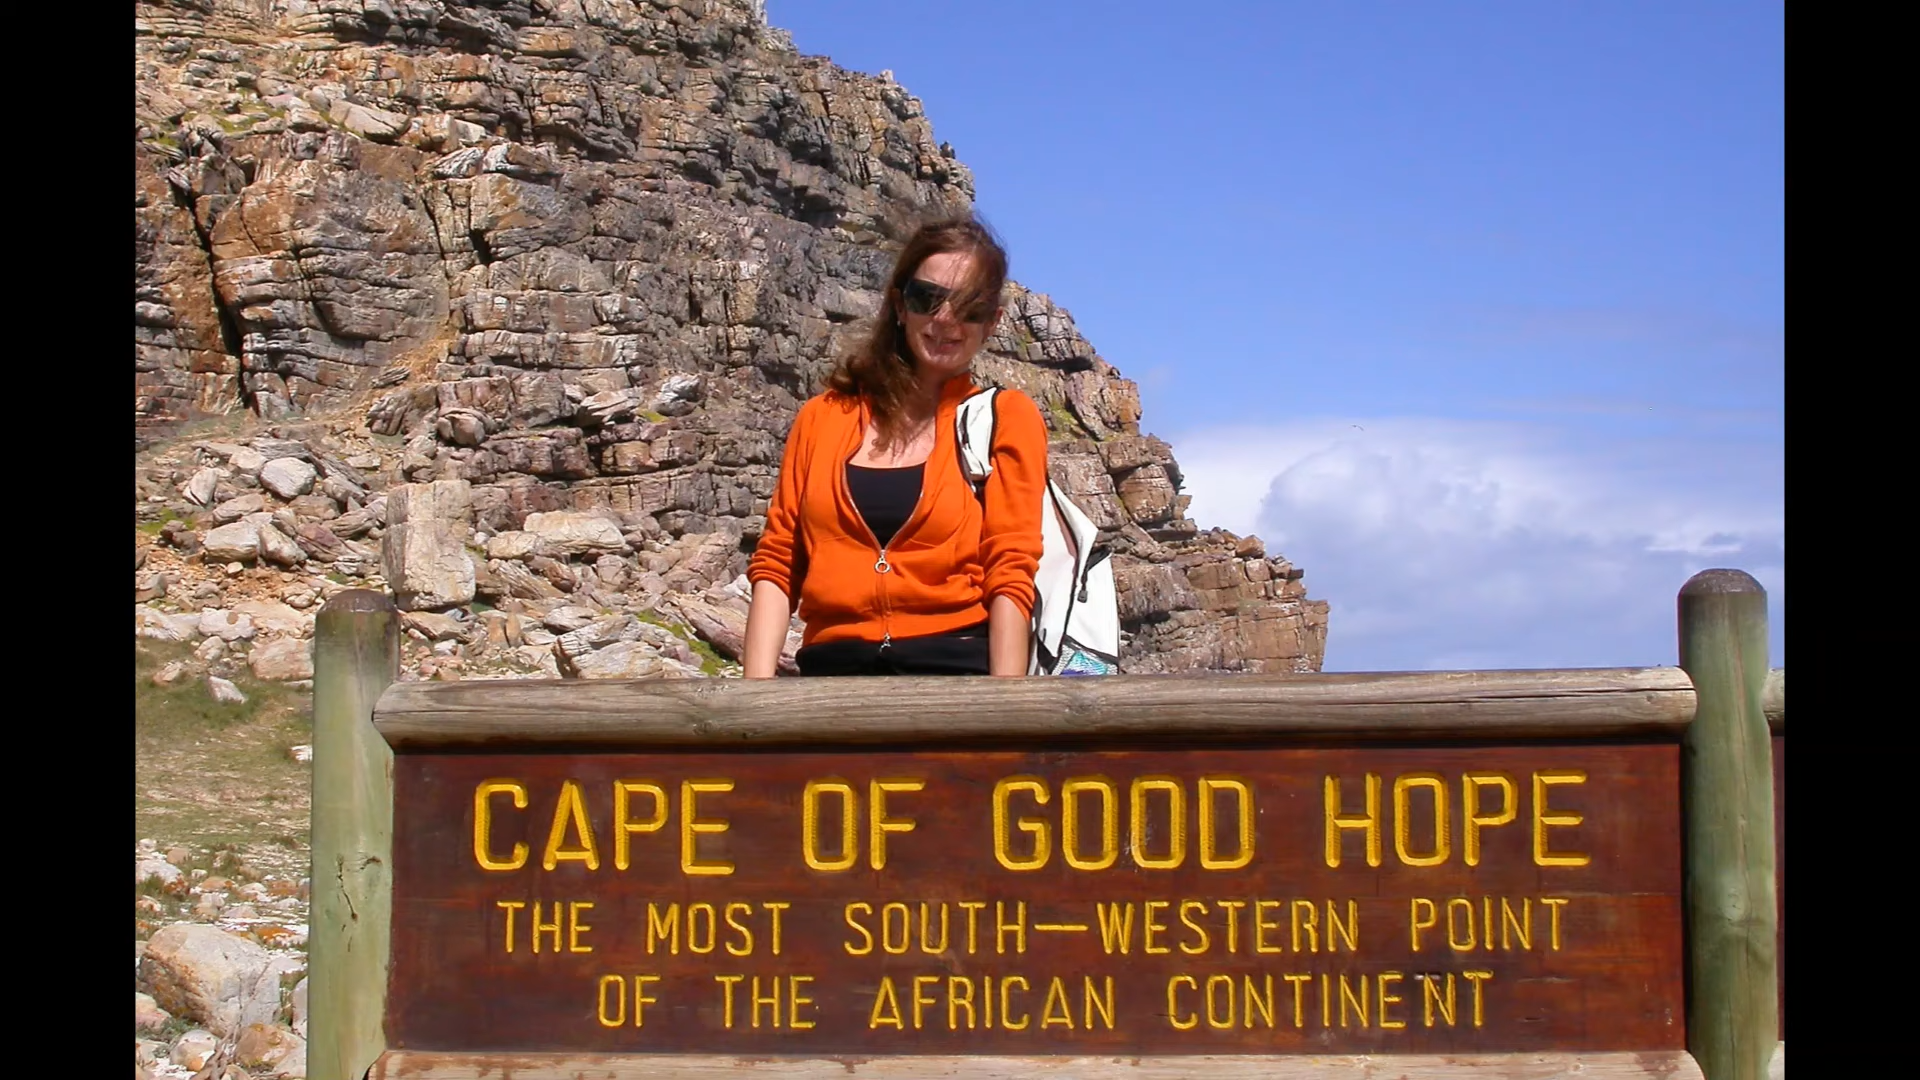 CAPE OF GOOD HOPE
THE MOST SOUTH-WESTERN POINT
OF THE AFRICAN CONTINENT